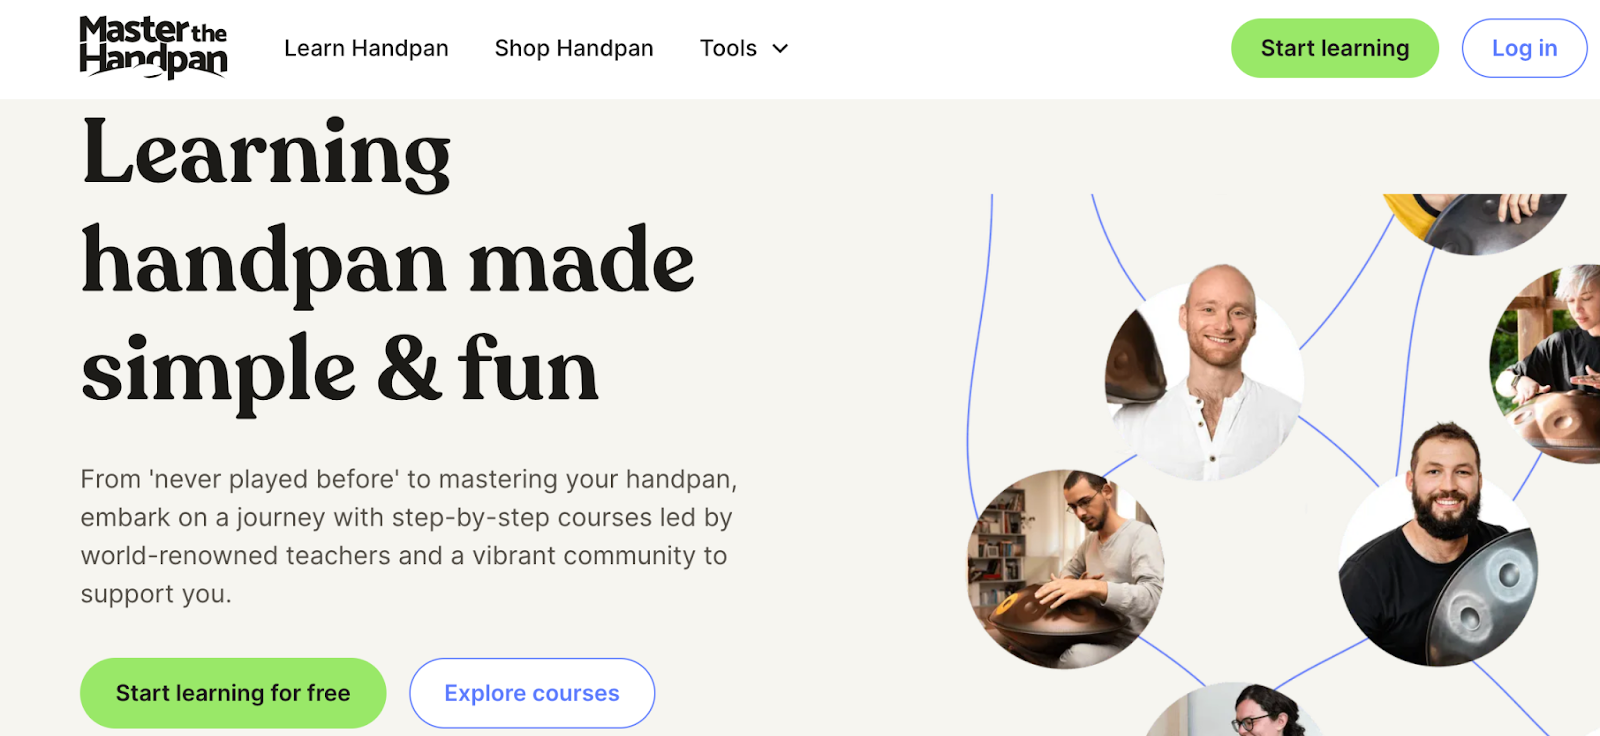 Master the
Handpan
Learn Handpan
Shop Handpan
Tools
Start learning
Log in
Learning
handpan made
simple & fun
From 'never played before' to mastering your handpan,
embark on a journey with step-by-step courses led by
world-renowned teachers and a vibrant community to
support you.
Start learning for free
Explore courses